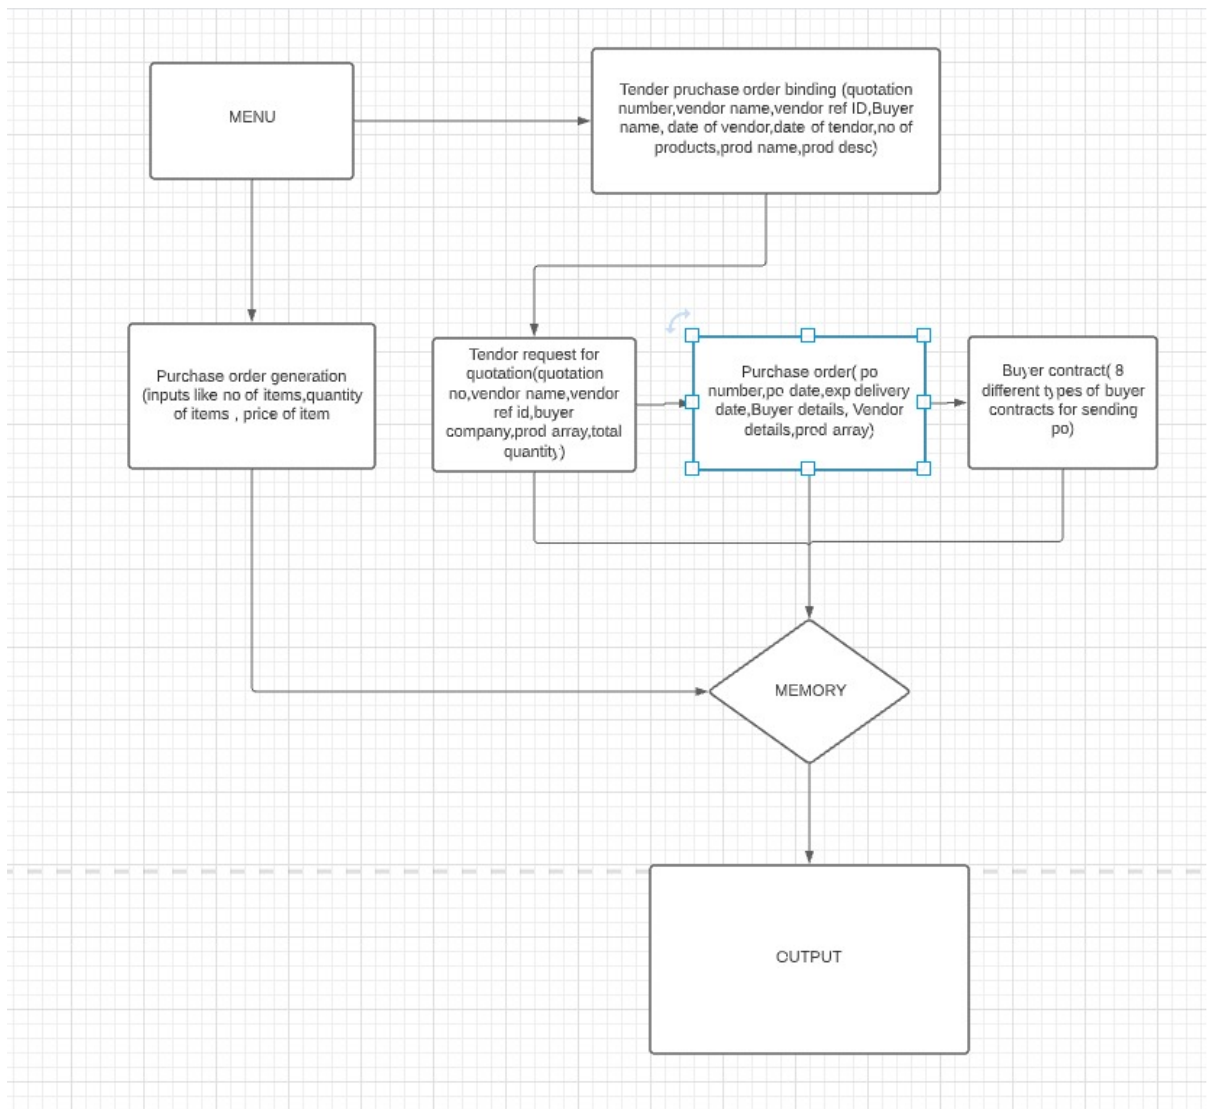 MENU
Tender pruchase order binding (quotation
number,vendor name,vendor ref ID,Buyer
name, date of vendor,date of tendor,no of
products,prod name,prod desc)
Purchase order generation
(inputs like no of items,quantity
of items , price of item
Tendor request for
quotation(quotation
no,vendor name,vendor
ref id,buyer
company,prod array,total
quantity)
Purchase order( po
number,po date,exp delivery
date,Buyer details, Vendor
details,prod array)
Buyer contract( 8
different types of buyer
contracts for sending
po)
MEMORY
OUTPUT